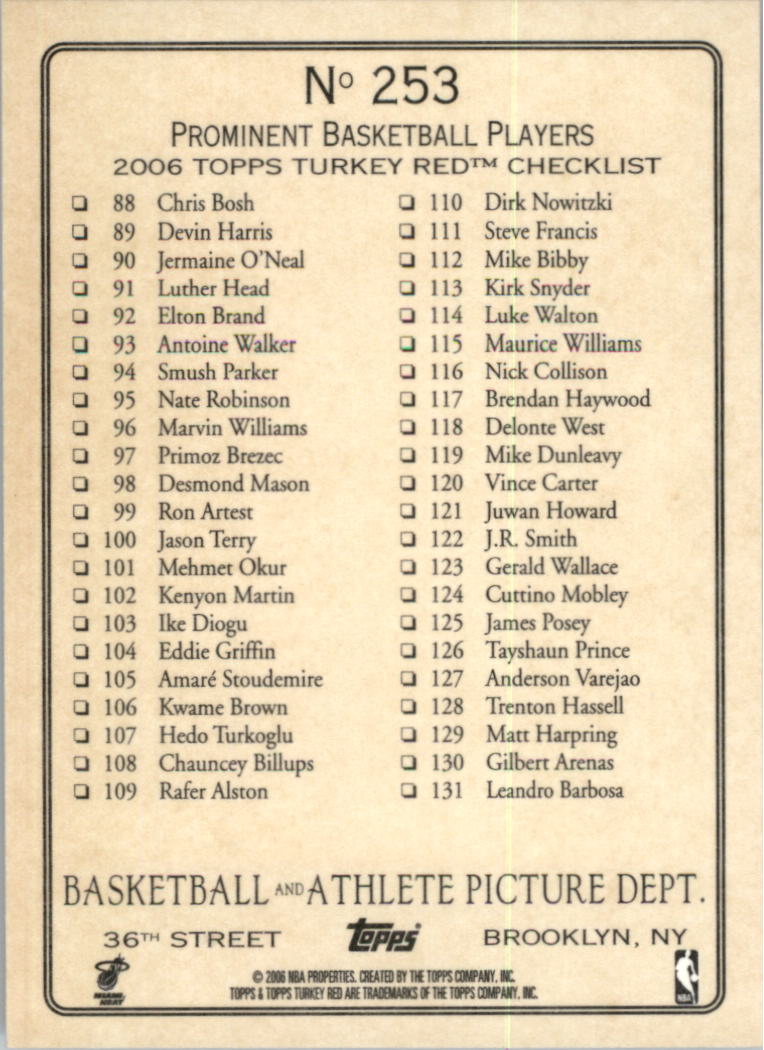 No 253
PROMINENT BASKETBALL PLAYERS
2006 TOPPS TURKEY RED™ CHECKLIST
❏ 88 Chris Bosh
❏ 89 Devin Harris
❏ 90 Jermaine O'Neal
❏ 91 Luther Head
❏ 92 Elton Brand
❏ 93 Antoine Walker
❏ 94 Smush Parker
❏ 95 Nate Robinson
❏ 96 Marvin Williams
❏ 97 Primoz Brezec
❏ 98 Desmond Mason
❏ 99 Ron Artest
❏ 100 Jason Terry
❏ 101 Mehmet Okur
❏ 102 Kenyon Martin
❏ 103 Ike Diogu
❏ 104 Eddie Griffin
❏ 105 Amaré Stoudemire
❏ 106 Kwame Brown
❏ 107 Hedo Turkoglu
❏ 108 Chauncey Billups
❏ 109 Rafer Alston
❏ 110 Dirk Nowitzki
❏ 111 Steve Francis
❏ 112 Mike Bibby
❏ 113 Kirk Snyder
❏ 114 Luke Walton
❏ 115 Maurice Williams
❏ 116 Nick Collison
❏ 117 Brendan Haywood
❏ 118 Delonte West
❏ 119 Mike Dunleavy
❏ 120 Vince Carter
❏ 121 Juwan Howard
❏ 122 J.R. Smith
❏ 123 Gerald Wallace
❏ 124 Cuttino Mobley
❏ 125 James Posey
❏ 126 Tayshaun Prince
❏ 127 Anderson Varejao
❏ 128 Trenton Hassell
❏ 129 Matt Harpring
❏ 130 Gilbert Arenas
❏ 131 Leandro Barbosa
BASKETBALL AND ATHLETE PICTURE DEPT.
36TH STREET topps BROOKLYN, NY
MIAMI HEAT
© 2006 NBA PROPERTIES. CREATED BY THE TOPPS COMPANY, INC.
TOPPS & TOPPS TURKEY RED ARE TRADEMARKS OF THE TOPPS COMPANY, INC.
NBA